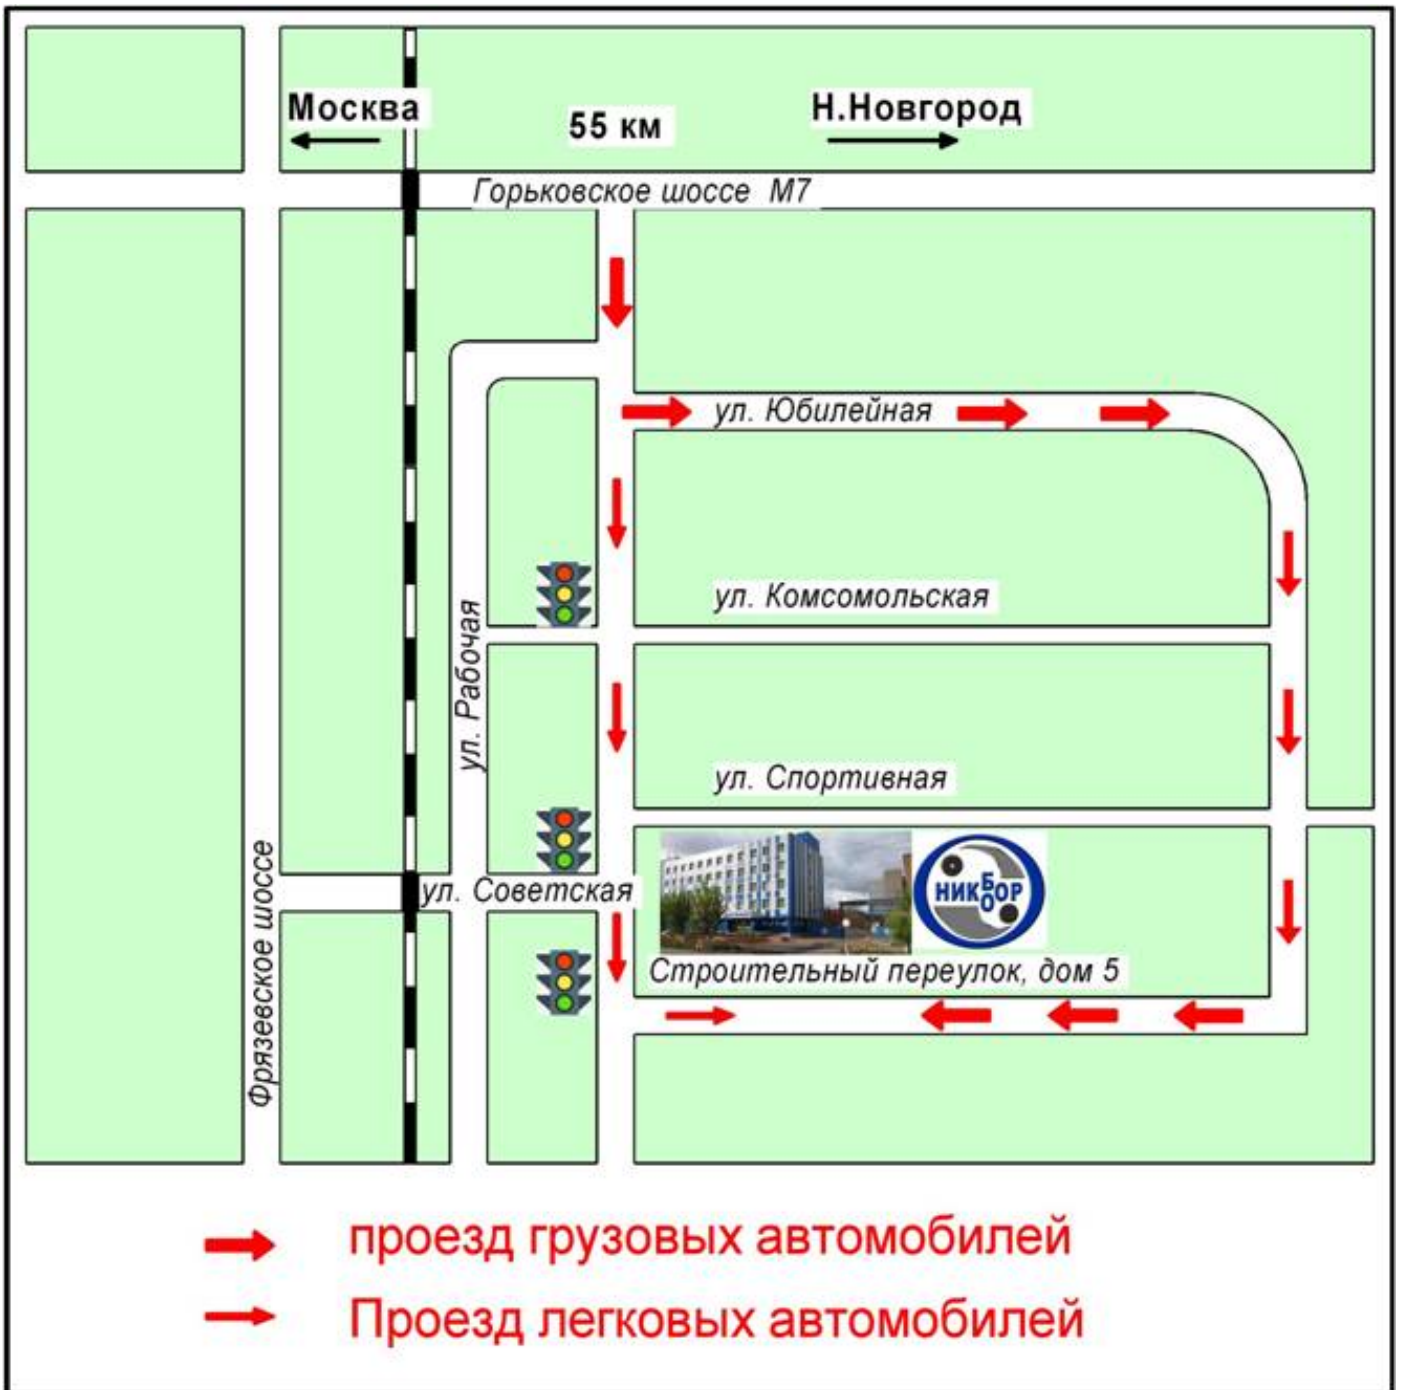 Москва
55 км
Н.Новгород
Горьковское шоссе М7
ул. Юбилейная
ул. Комсомольская
ул. Рабочая
ул. Спортивная
Фрязевское шоссе
ул. Советская
НИКБОР
БО
Строительный переулок, дом 5
проезд грузовых автомобилей
Проезд легковых автомобилей